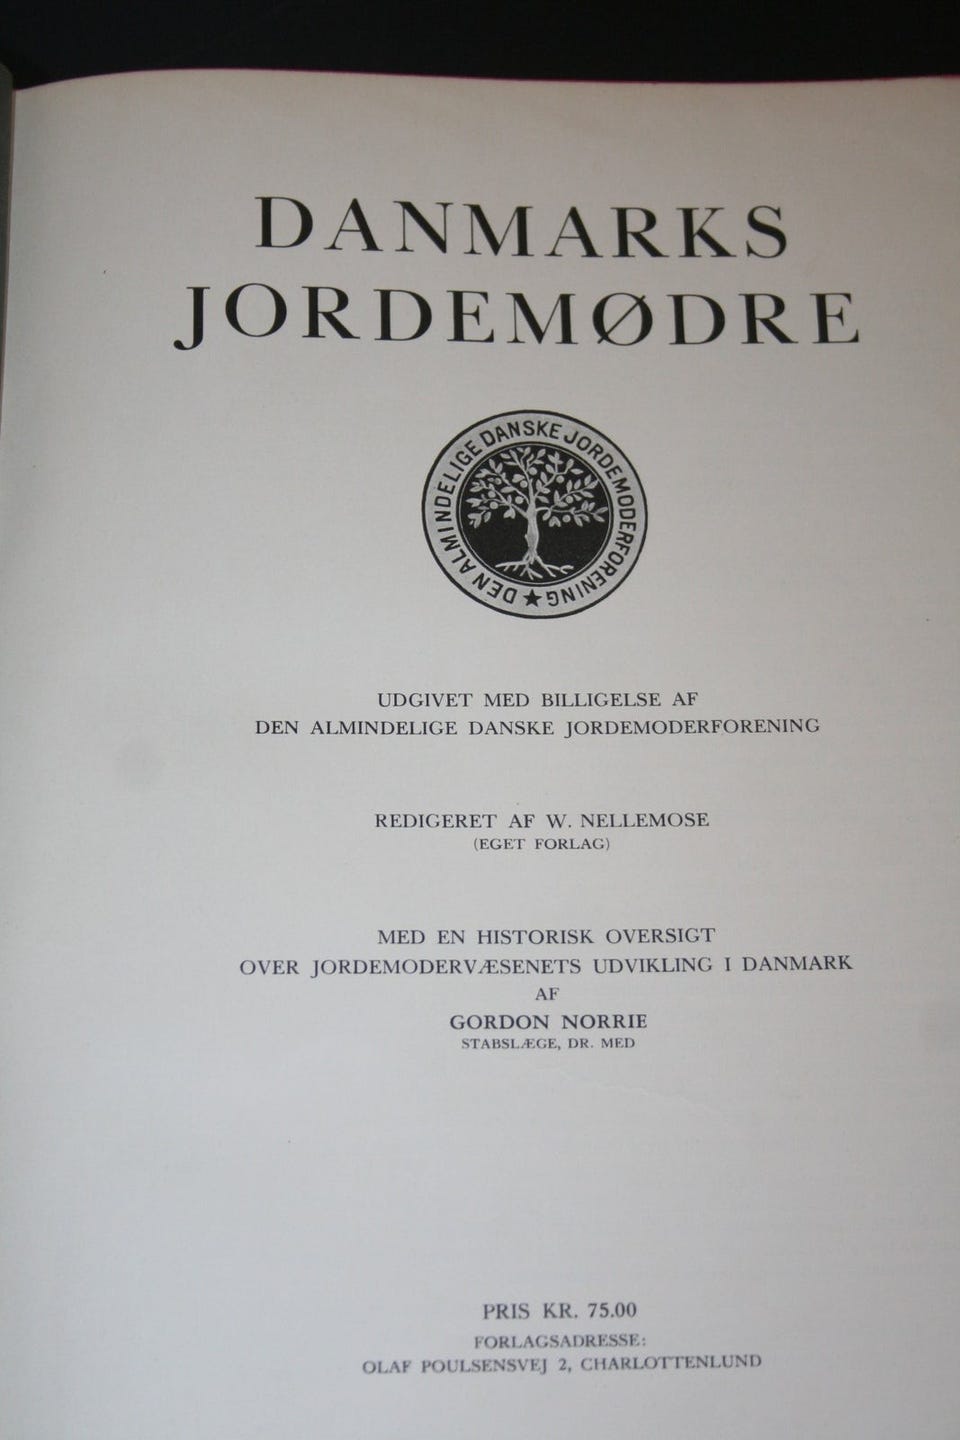 DANMARKS
JORDEMØDRE
DEN ALMINDELIGE DANSKE JORDEMODERFORENING ★
UDGIVET MED BILLIGELSE AF
DEN ALMINDELIGE DANSKE JORDEMODERFORENING
REDIGERET AF W. NELLEMOSE
(EGET FORLAG)
MED EN HISTORISK OVERSIGT
OVER JORDEMODERVÆSENETS UDVIKLING I DANMARK
AF
GORDON NORRIE
STABSLÆGE, DR. MED
PRIS KR. 75.00
FORLAGSADRESSE:
OLAF POULSENSVEJ 2, CHARLOTTENLUND